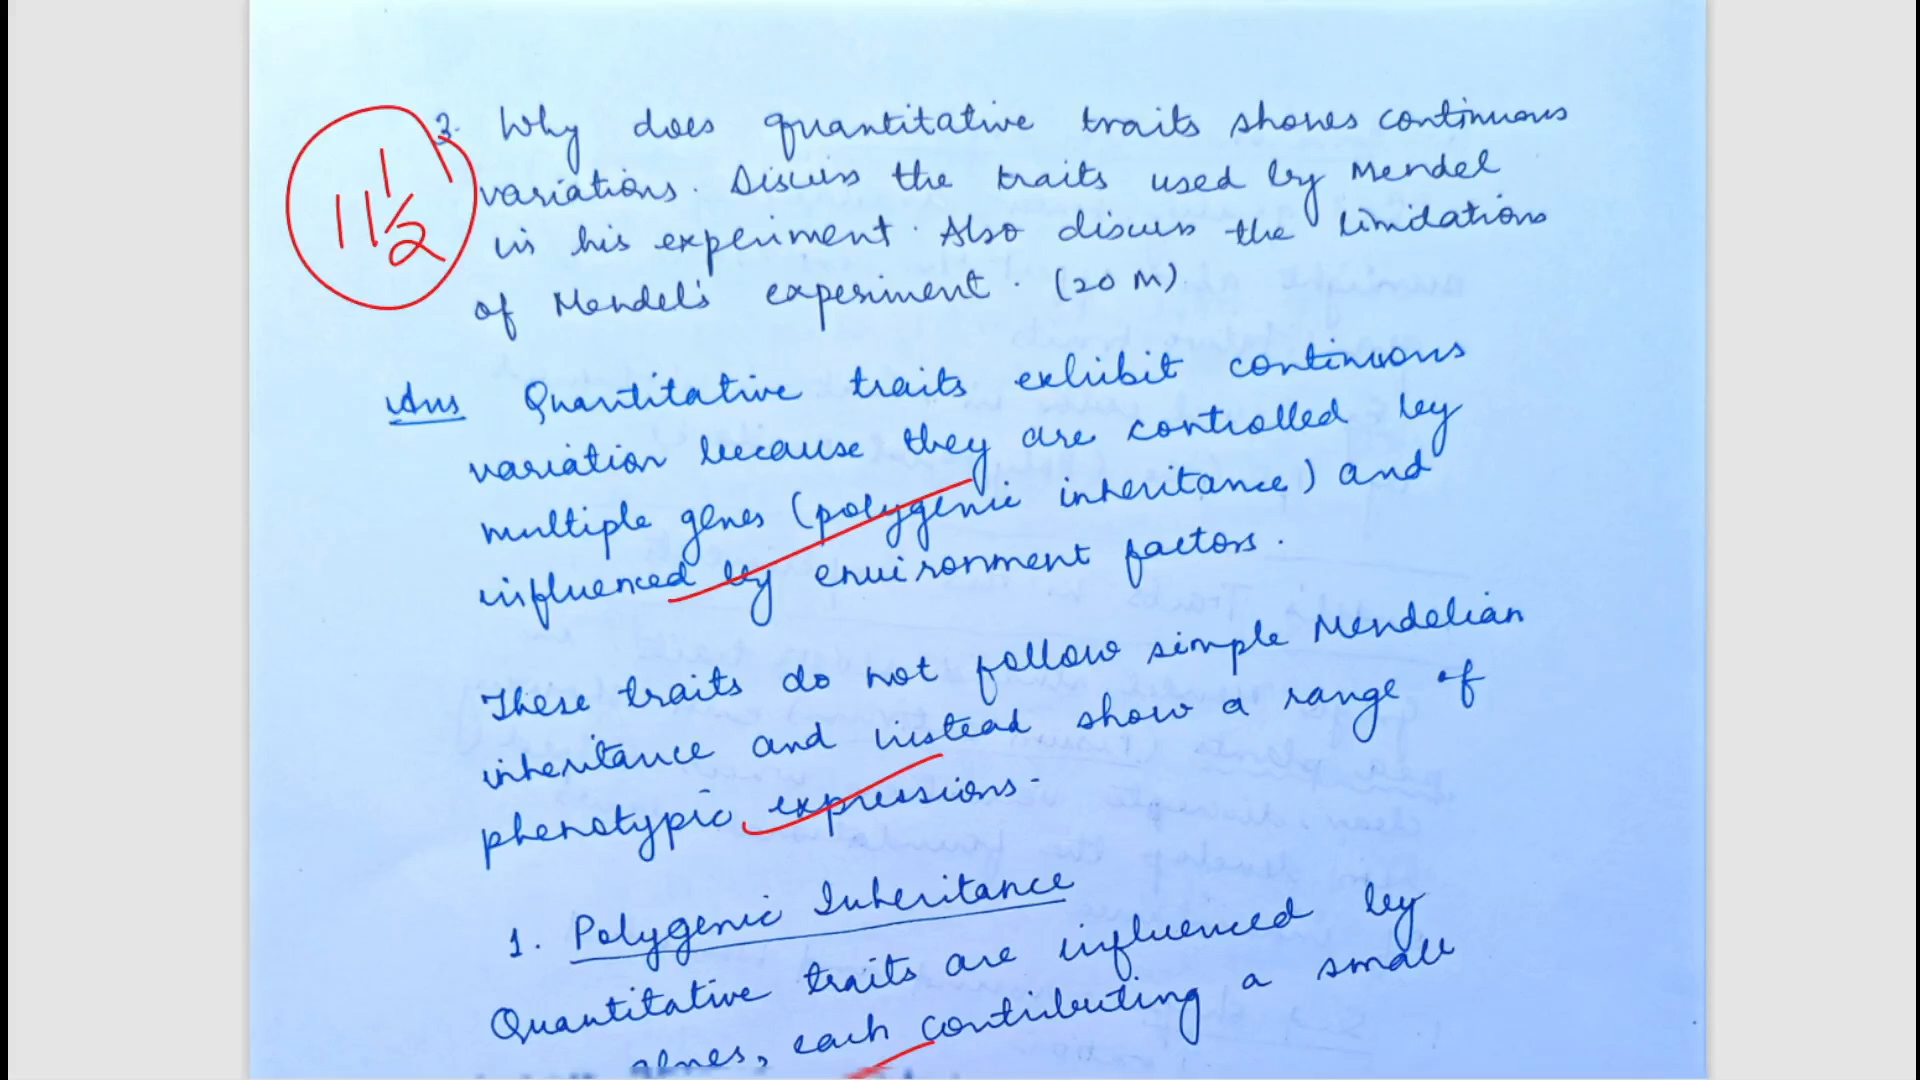 11 1/2
3. Why does quantitative traits shows continuous
variations. Discuss the traits used by Mendel
in his experiment. Also discuss the limitations
of Mendel's experiment. (20 M)
Ans Quantitative traits exhibit continuous
variation because they are controlled by
multiple genes (polygenic inheritance) and
influenced by environment factors.
These traits do not follow simple Mendelian
inheritance and instead show a range of
phenotypic expressions.
1. Polygenic Inheritance
Quantitative traits are influenced by
genes, each contributing a small